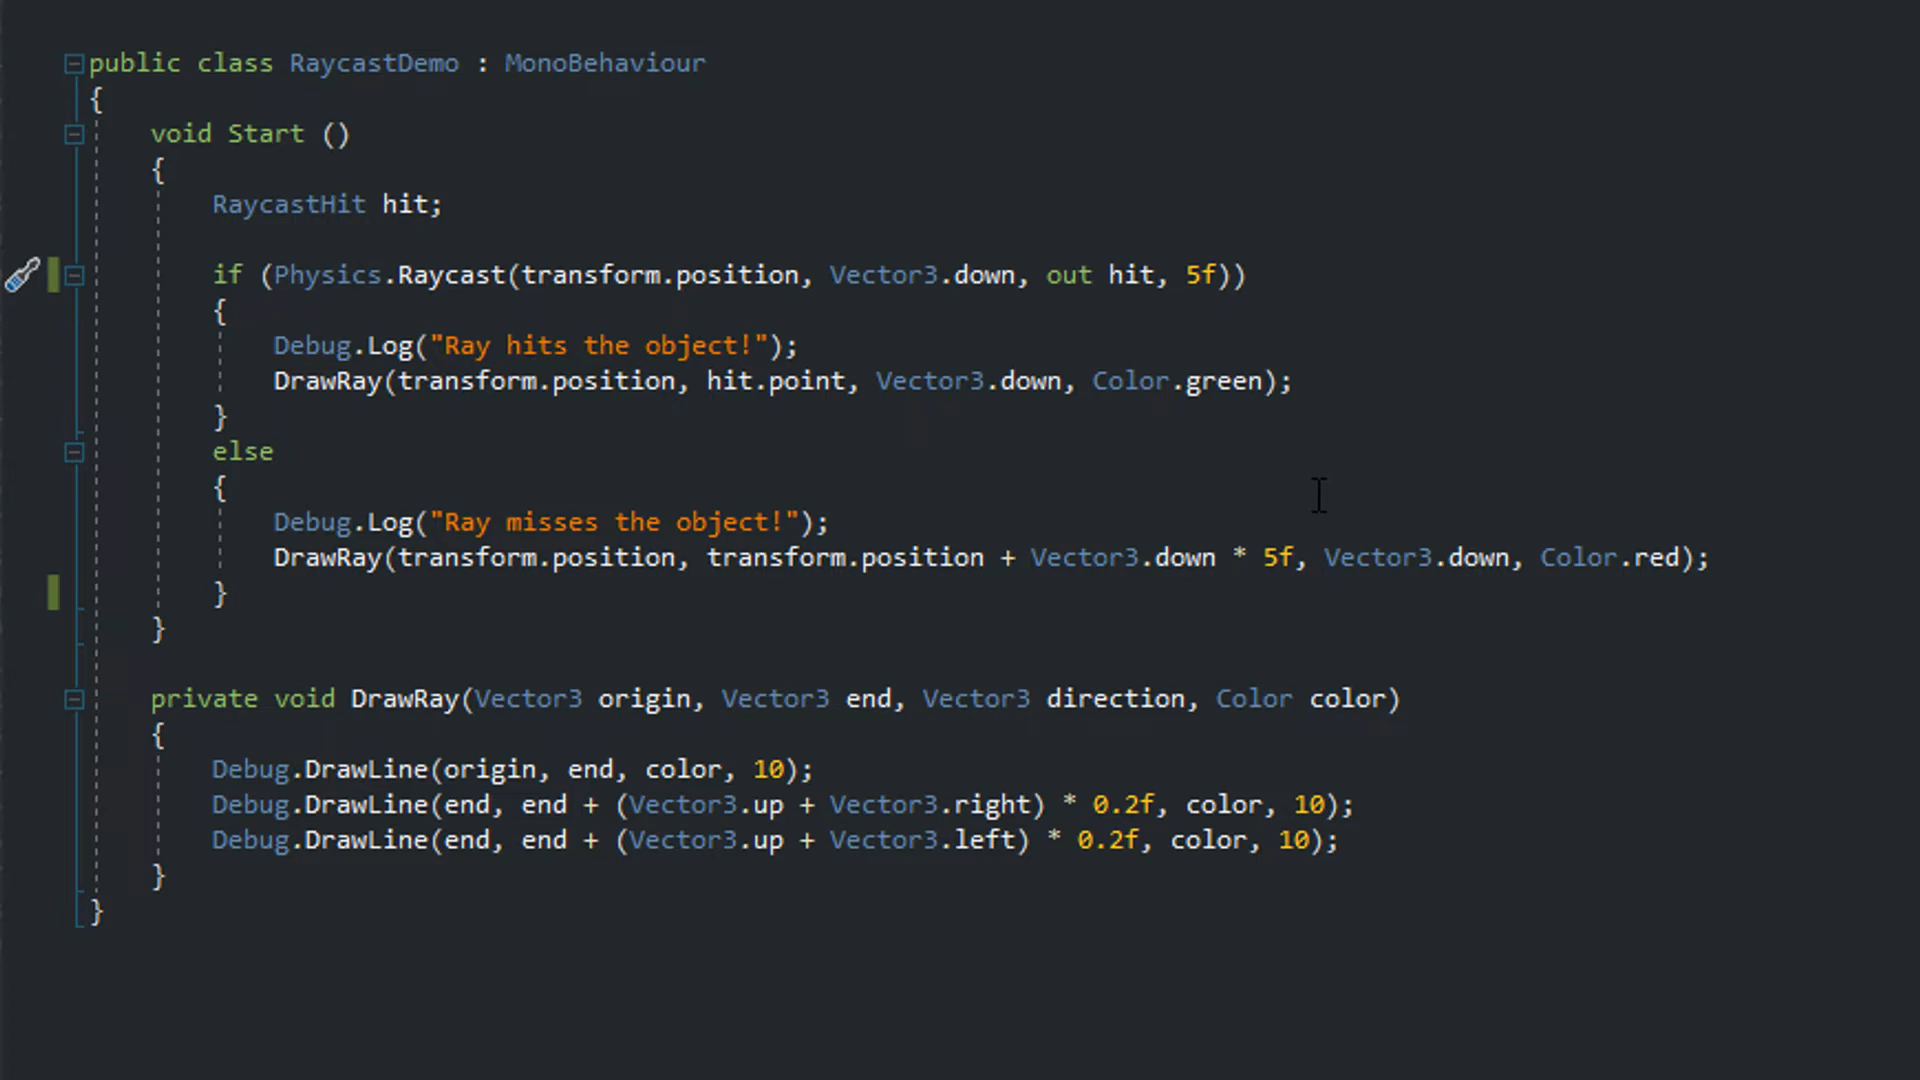 public class RaycastDemo : MonoBehaviour
{
void Start ()
{
RaycastHit hit;
if (Physics.Raycast(transform.position, Vector3.down, out hit, 5f))
{
Debug.Log("Ray hits the object!");
DrawRay(transform.position, hit.point, Vector3.down, Color.green);
}
else
{
Debug.Log("Ray misses the object!");
DrawRay(transform.position, transform.position + Vector3.down * 5f, Vector3.down, Color.red);
}
}
private void DrawRay(Vector3 origin, Vector3 end, Vector3 direction, Color color)
{
Debug.DrawLine(origin, end, color, 10);
Debug.DrawLine(end, end + (Vector3.up + Vector3.right) * 0.2f, color, 10);
Debug.DrawLine(end, end + (Vector3.up + Vector3.left) * 0.2f, color, 10);
}
}